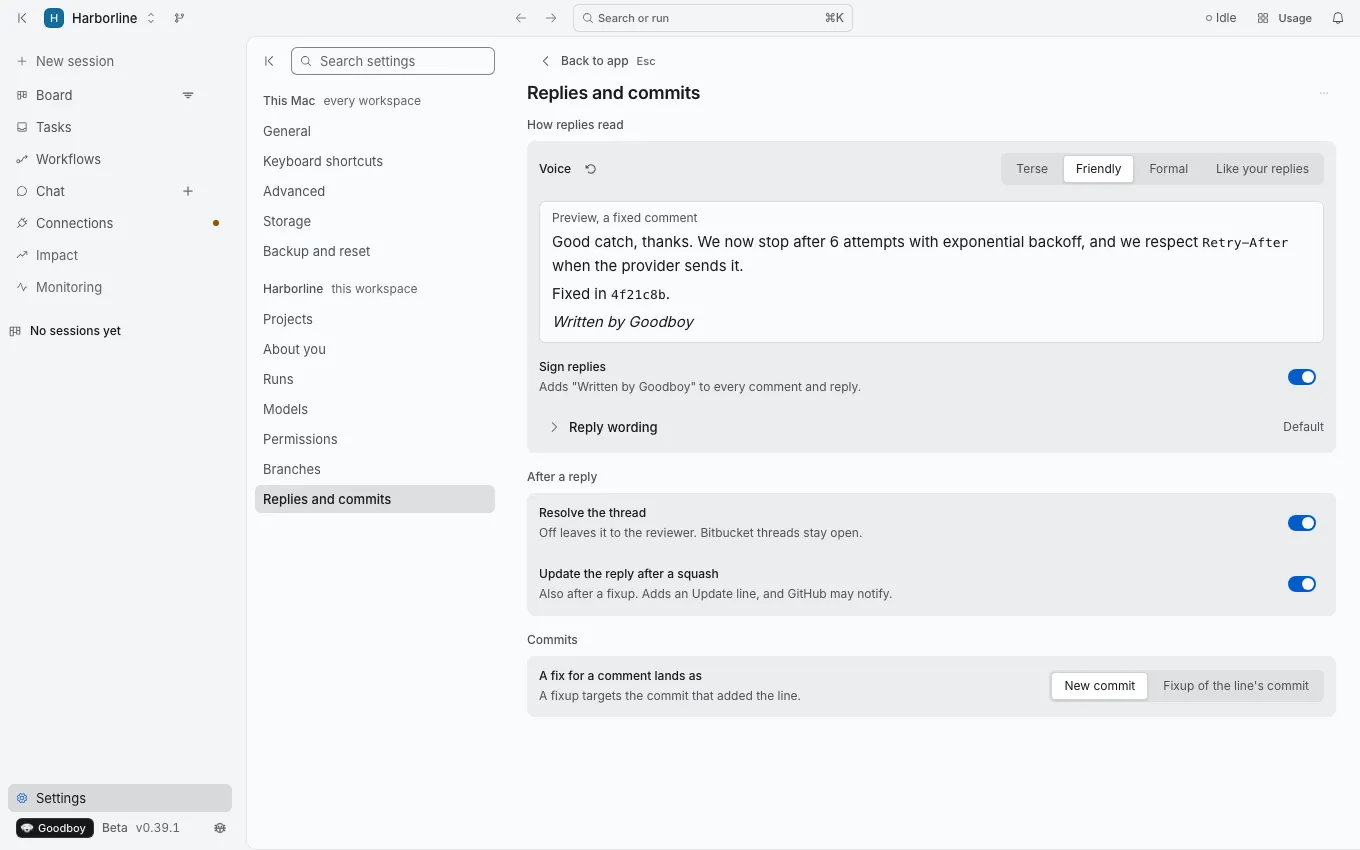 H Harborline
Search or run ⌘K
Idle
Usage
New session
Board
Tasks
Workflows
Chat
Connections
Impact
Monitoring
No sessions yet
Settings
Goodboy Beta v0.39.1
Search settings
This Mac every workspace
General
Keyboard shortcuts
Advanced
Storage
Backup and reset
Harborline this workspace
Projects
About you
Runs
Models
Permissions
Branches
Replies and commits
Back to app Esc
Replies and commits
How replies read
Voice
Terse Friendly Formal Like your replies
Preview, a fixed comment
Good catch, thanks. We now stop after 6 attempts with exponential backoff, and we respect Retry-After
when the provider sends it.
Fixed in 4f21c8b.
Written by Goodboy
Sign replies
Adds "Written by Goodboy" to every comment and reply.
Reply wording Default
After a reply
Resolve the thread
Off leaves it to the reviewer. Bitbucket threads stay open.
Update the reply after a squash
Also after a fixup. Adds an Update line, and GitHub may notify.
Commits
A fix for a comment lands as
A fixup targets the commit that added the line.
New commit Fixup of the line's commit